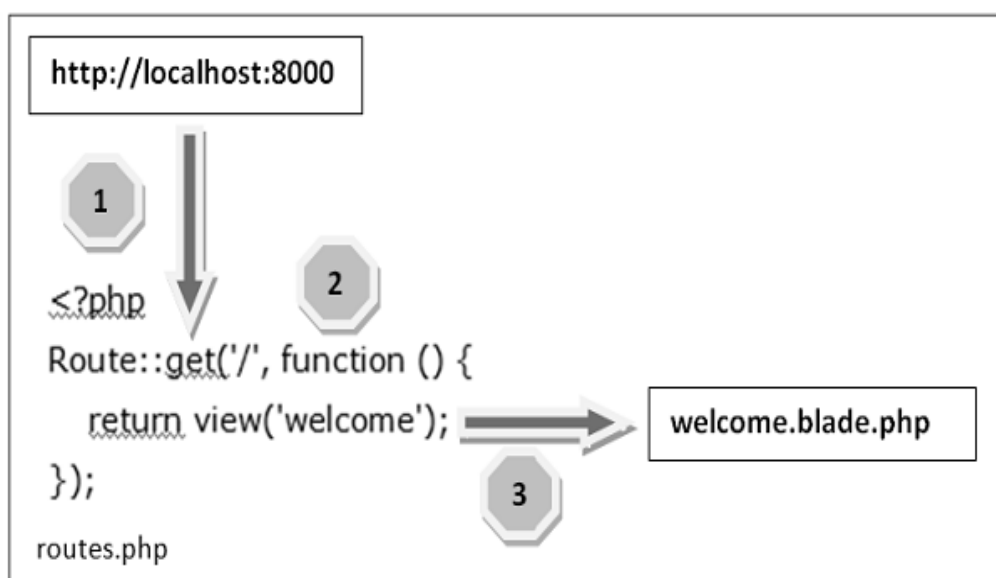 http://localhost:8000
1
2
<?php
Route::get('/', function () {
return view('welcome');
welcome.blade.php
3
});
routes.php